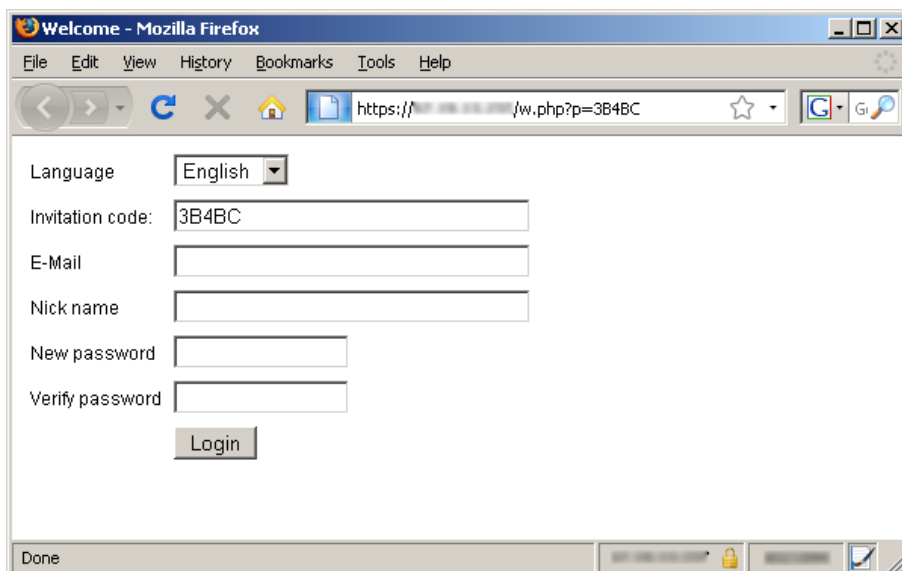 Welcome - Mozilla Firefox
File Edit View History Bookmarks Tools Help
https:// /w.php?p=3B4BC G
Language English
Invitation code: 3B4BC
E-Mail
Nick name
New password
Verify password
Login
Done